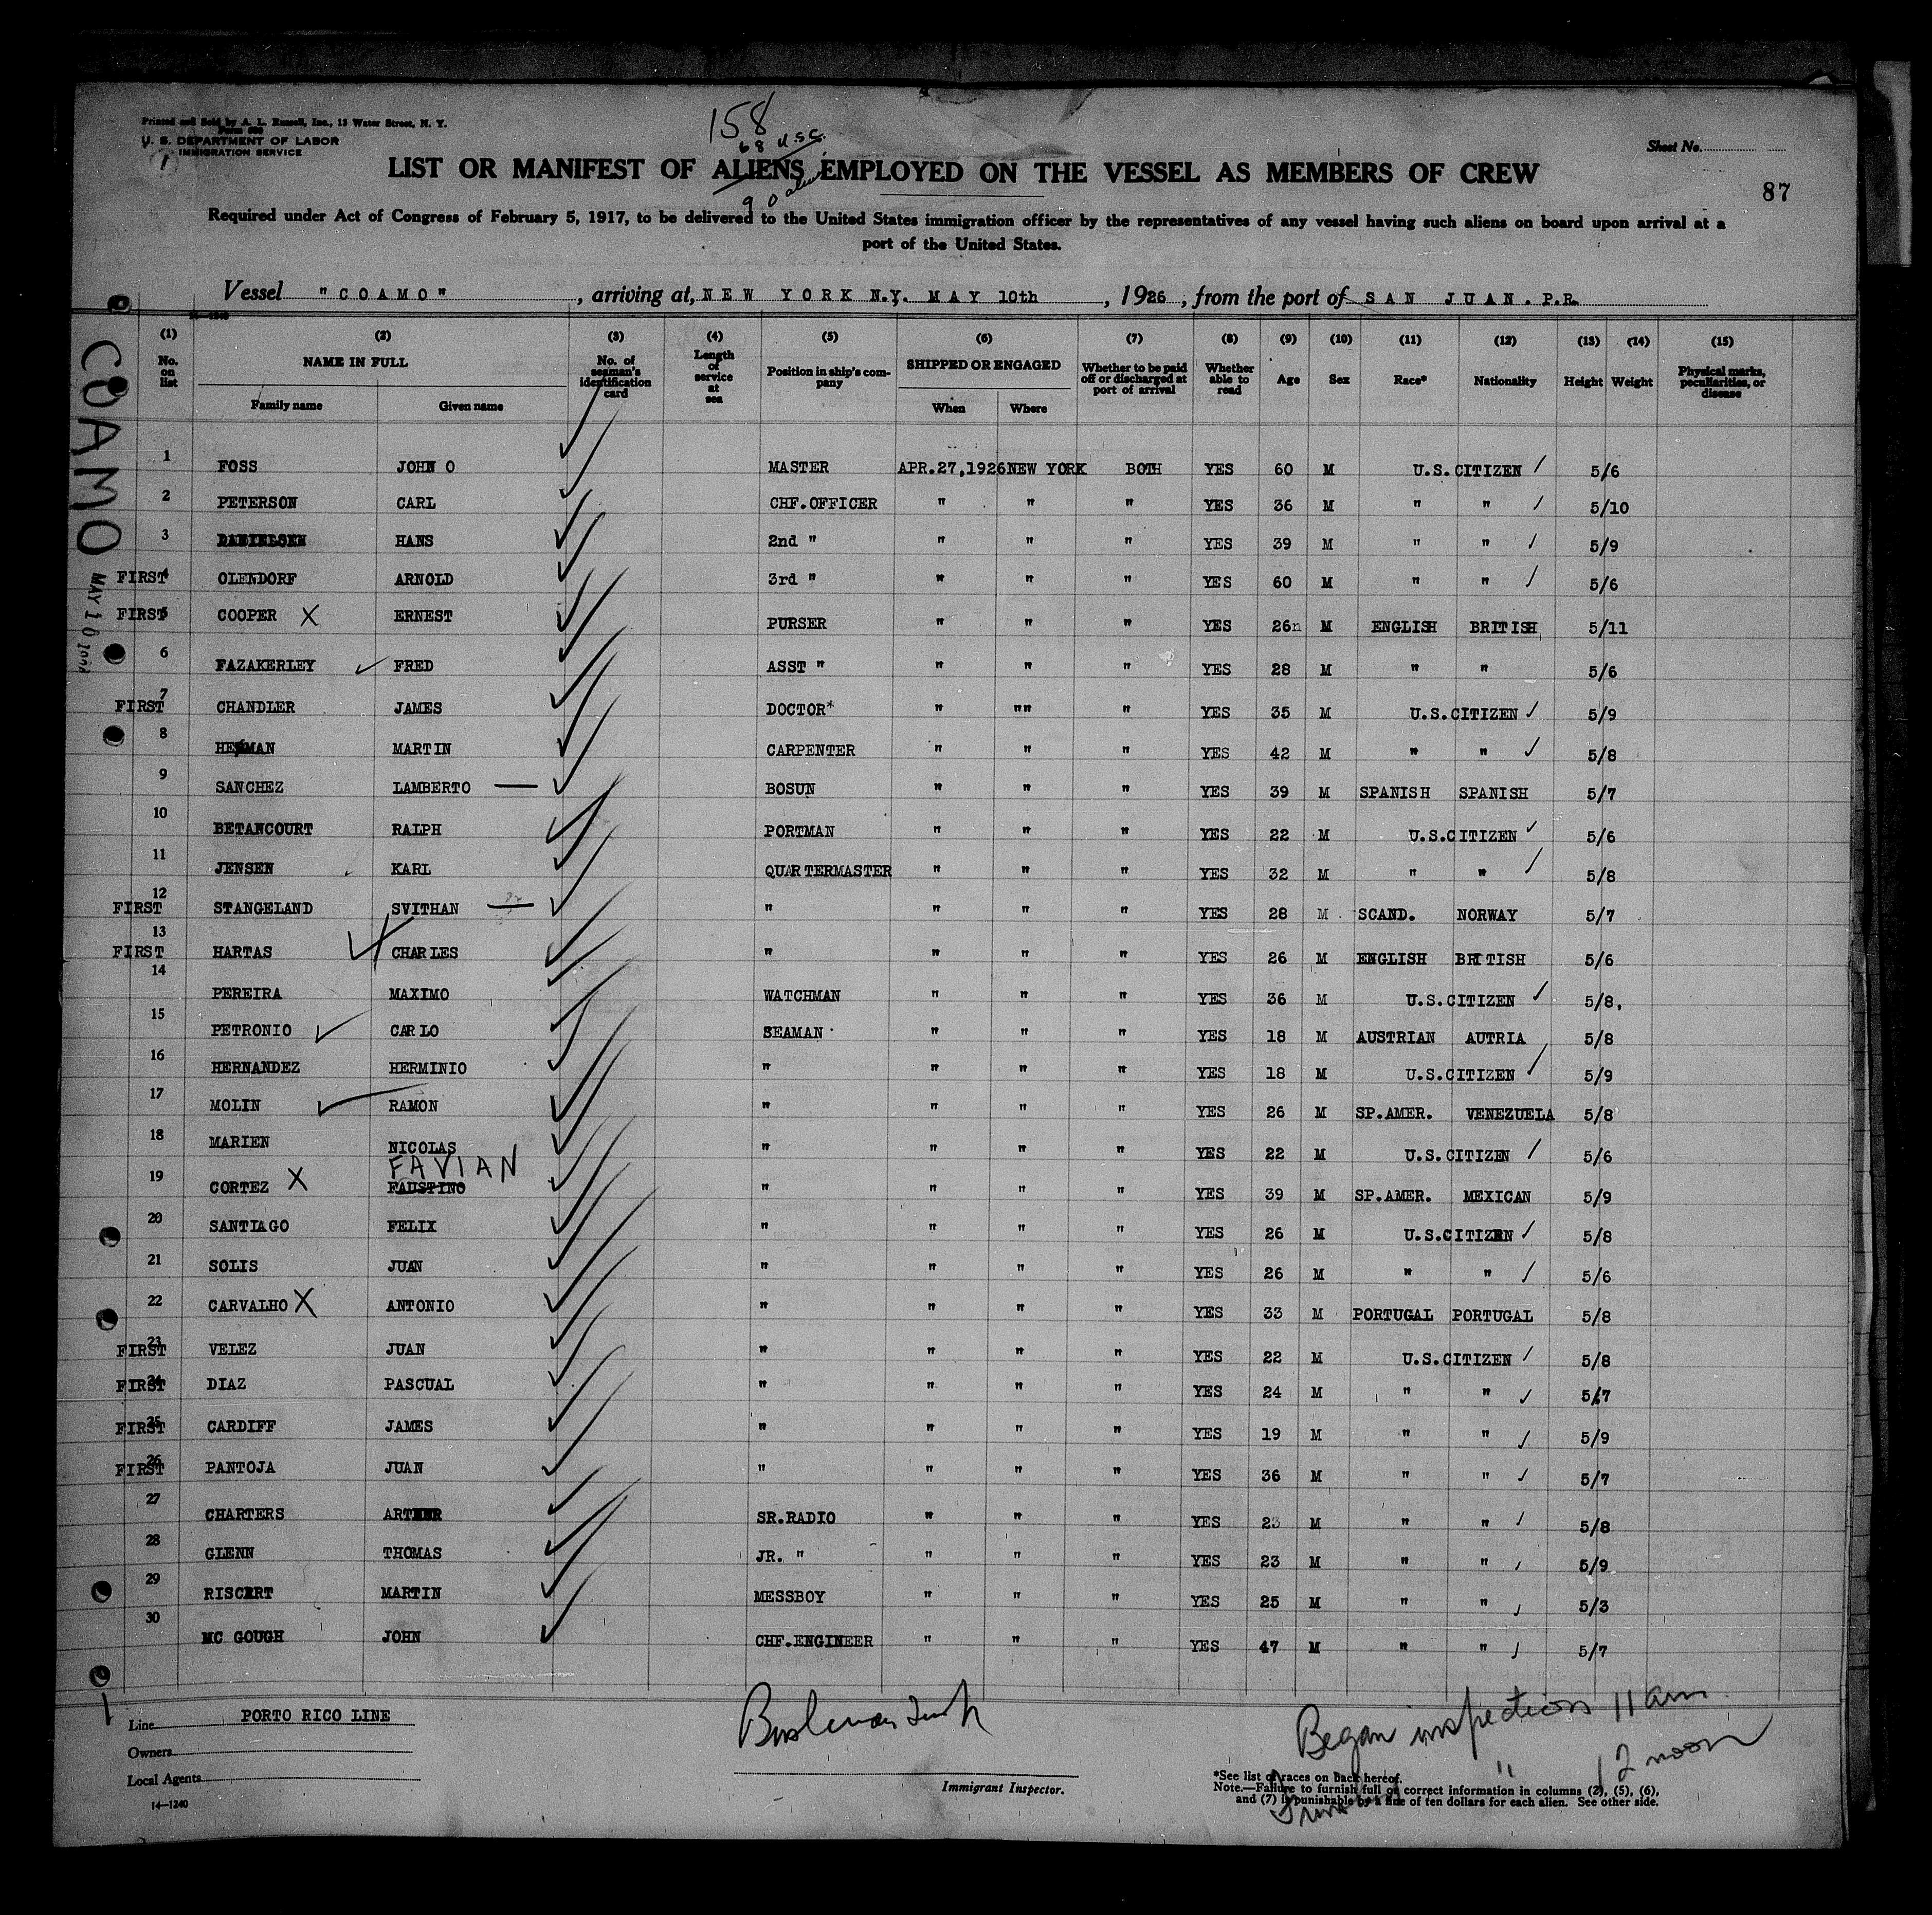 158
68 U.S.C.
90 aliens
Printed and Sold by A. L. Russell, Inc., 13 Water Street, N. Y.
Form 680
U. S. DEPARTMENT OF LABOR
IMMIGRATION SERVICE
1
Sheet No.
LIST OR MANIFEST OF ALIENS EMPLOYED ON THE VESSEL AS MEMBERS OF CREW
87
Required under Act of Congress of February 5, 1917, to be delivered to the United States immigration officer by the representatives of any vessel having such aliens on board upon arrival at a
port of the United States.
Vessel "COAMO", arriving at, NEW YORK N.Y. MAY 10th, 1926, from the port of SAN JUAN. P.R.
COAMO MAY 10
(1) (2) (3) (4) (5) (6) (7) (8) (9) (10) (11) (12) (13) (14) (15)
No. on list NAME IN FULL Family name Given name No. of seaman's identification card Length of service at sea Position in ship's company SHIPPED OR ENGAGED When Where Whether to be paid off or discharged at port of arrival Whether able to read Age Sex Race* Nationality Height Weight Physical marks, peculiarities, or disease
1 FOSS JOHN O MASTER APR.27,1926 NEW YORK BOTH YES 60 M U.S.CITIZEN 5/6
2 PETERSON CARL CHF.OFFICER " " " YES 36 M " " 5/10
3 DANIELSEN HANS 2nd " " " " YES 39 M " " 5/9
FIRST 4 OLENDORF ARNOLD 3rd " " " " YES 60 M " " 5/6
FIRST 5 COOPER X ERNEST PURSER " " " YES 26n M ENGLISH BRITISH 5/11
6 FAZAKERLEY FRED ASST " " " " YES 28 M " " 5/6
FIRST 7 CHANDLER JAMES DOCTOR* " "" " YES 35 M U.S.CITIZEN 5/9
8 MARTIN CARPENTER " " " YES 42 M " " 5/8
9 SANCHEZ LAMBERTO — BOSUN " " " YES 39 M SPANISH SPANISH 5/7
10 BETANCOURT RALPH PORTMAN " " " YES 22 M U.S.CITIZEN 5/6
11 JENSEN KARL QUARTERMASTER " " " YES 32 M " " 5/8
FIRST 12 STANGELAND SVITHAN — " " " " YES 28 M SCAND. NORWAY 5/7
FIRST 13 HARTAS CHARLES " " " " YES 26 M ENGLISH BRITISH 5/6
14 PEREIRA MAXIMO WATCHMAN " " " YES 36 M U.S.CITIZEN 5/8,
15 PETRONIO CARLO SEAMAN " " " YES 18 M AUSTRIAN AUTRIA 5/8
16 HERNANDEZ HERMINIO " " " " YES 18 M U.S.CITIZEN 5/9
17 MOLIN RAMON " " " " YES 26 M SP.AMER. VENEZUELA 5/8
18 MARIEN NICOLAS " " " " YES 22 M U.S.CITIZEN 5/6
FAVIAN
19 CORTEZ X FAUSTINO " " " " YES 39 M SP.AMER. MEXICAN 5/9
20 SANTIAGO FELIX " " " " YES 26 M U.S.CITIZEN 5/8
21 SOLIS JUAN " " " " YES 26 M " " 5/6
22 CARVALHO X ANTONIO " " " " YES 33 M PORTUGAL PORTUGAL 5/8
FIRST 23 VELEZ JUAN " " " " YES 22 M U.S.CITIZEN 5/8
FIRST 24 DIAZ PASCUAL " " " " YES 24 M " " 5/7
FIRST 25 CARDIFF JAMES " " " " YES 19 M " " 5/9
FIRST 26 PANTOJA JUAN " " " " YES 36 M " " 5/7
27 CHARTERS ARTHUR SR.RADIO " " " YES 23 M " " 5/8
28 GLENN THOMAS JR. " " " " YES 23 M " " 5/9
29 RISCERT MARTIN MESSBOY " " " YES 25 M " " 5/3
30 MC GOUGH JOHN CHF.ENGINEER " " " YES 47 M " " 5/7
1
Line PORTO RICO LINE
Owners
Local Agents
14—1240
Immigrant Inspector.
Began inspection 11 am
Finished " 12 noon
*See list of races on back hereof.
Note.—Failure to furnish full or correct information in columns (2), (5), (6),
and (7) is punishable by a fine of ten dollars for each alien. See other side.